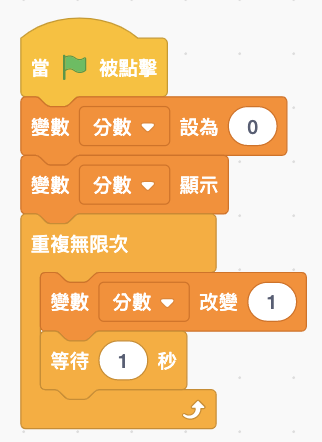 當 被點擊
變數 分數 設為 0
變數 分數 顯示
重複無限次
變數 分數 改變 1
等待 1 秒